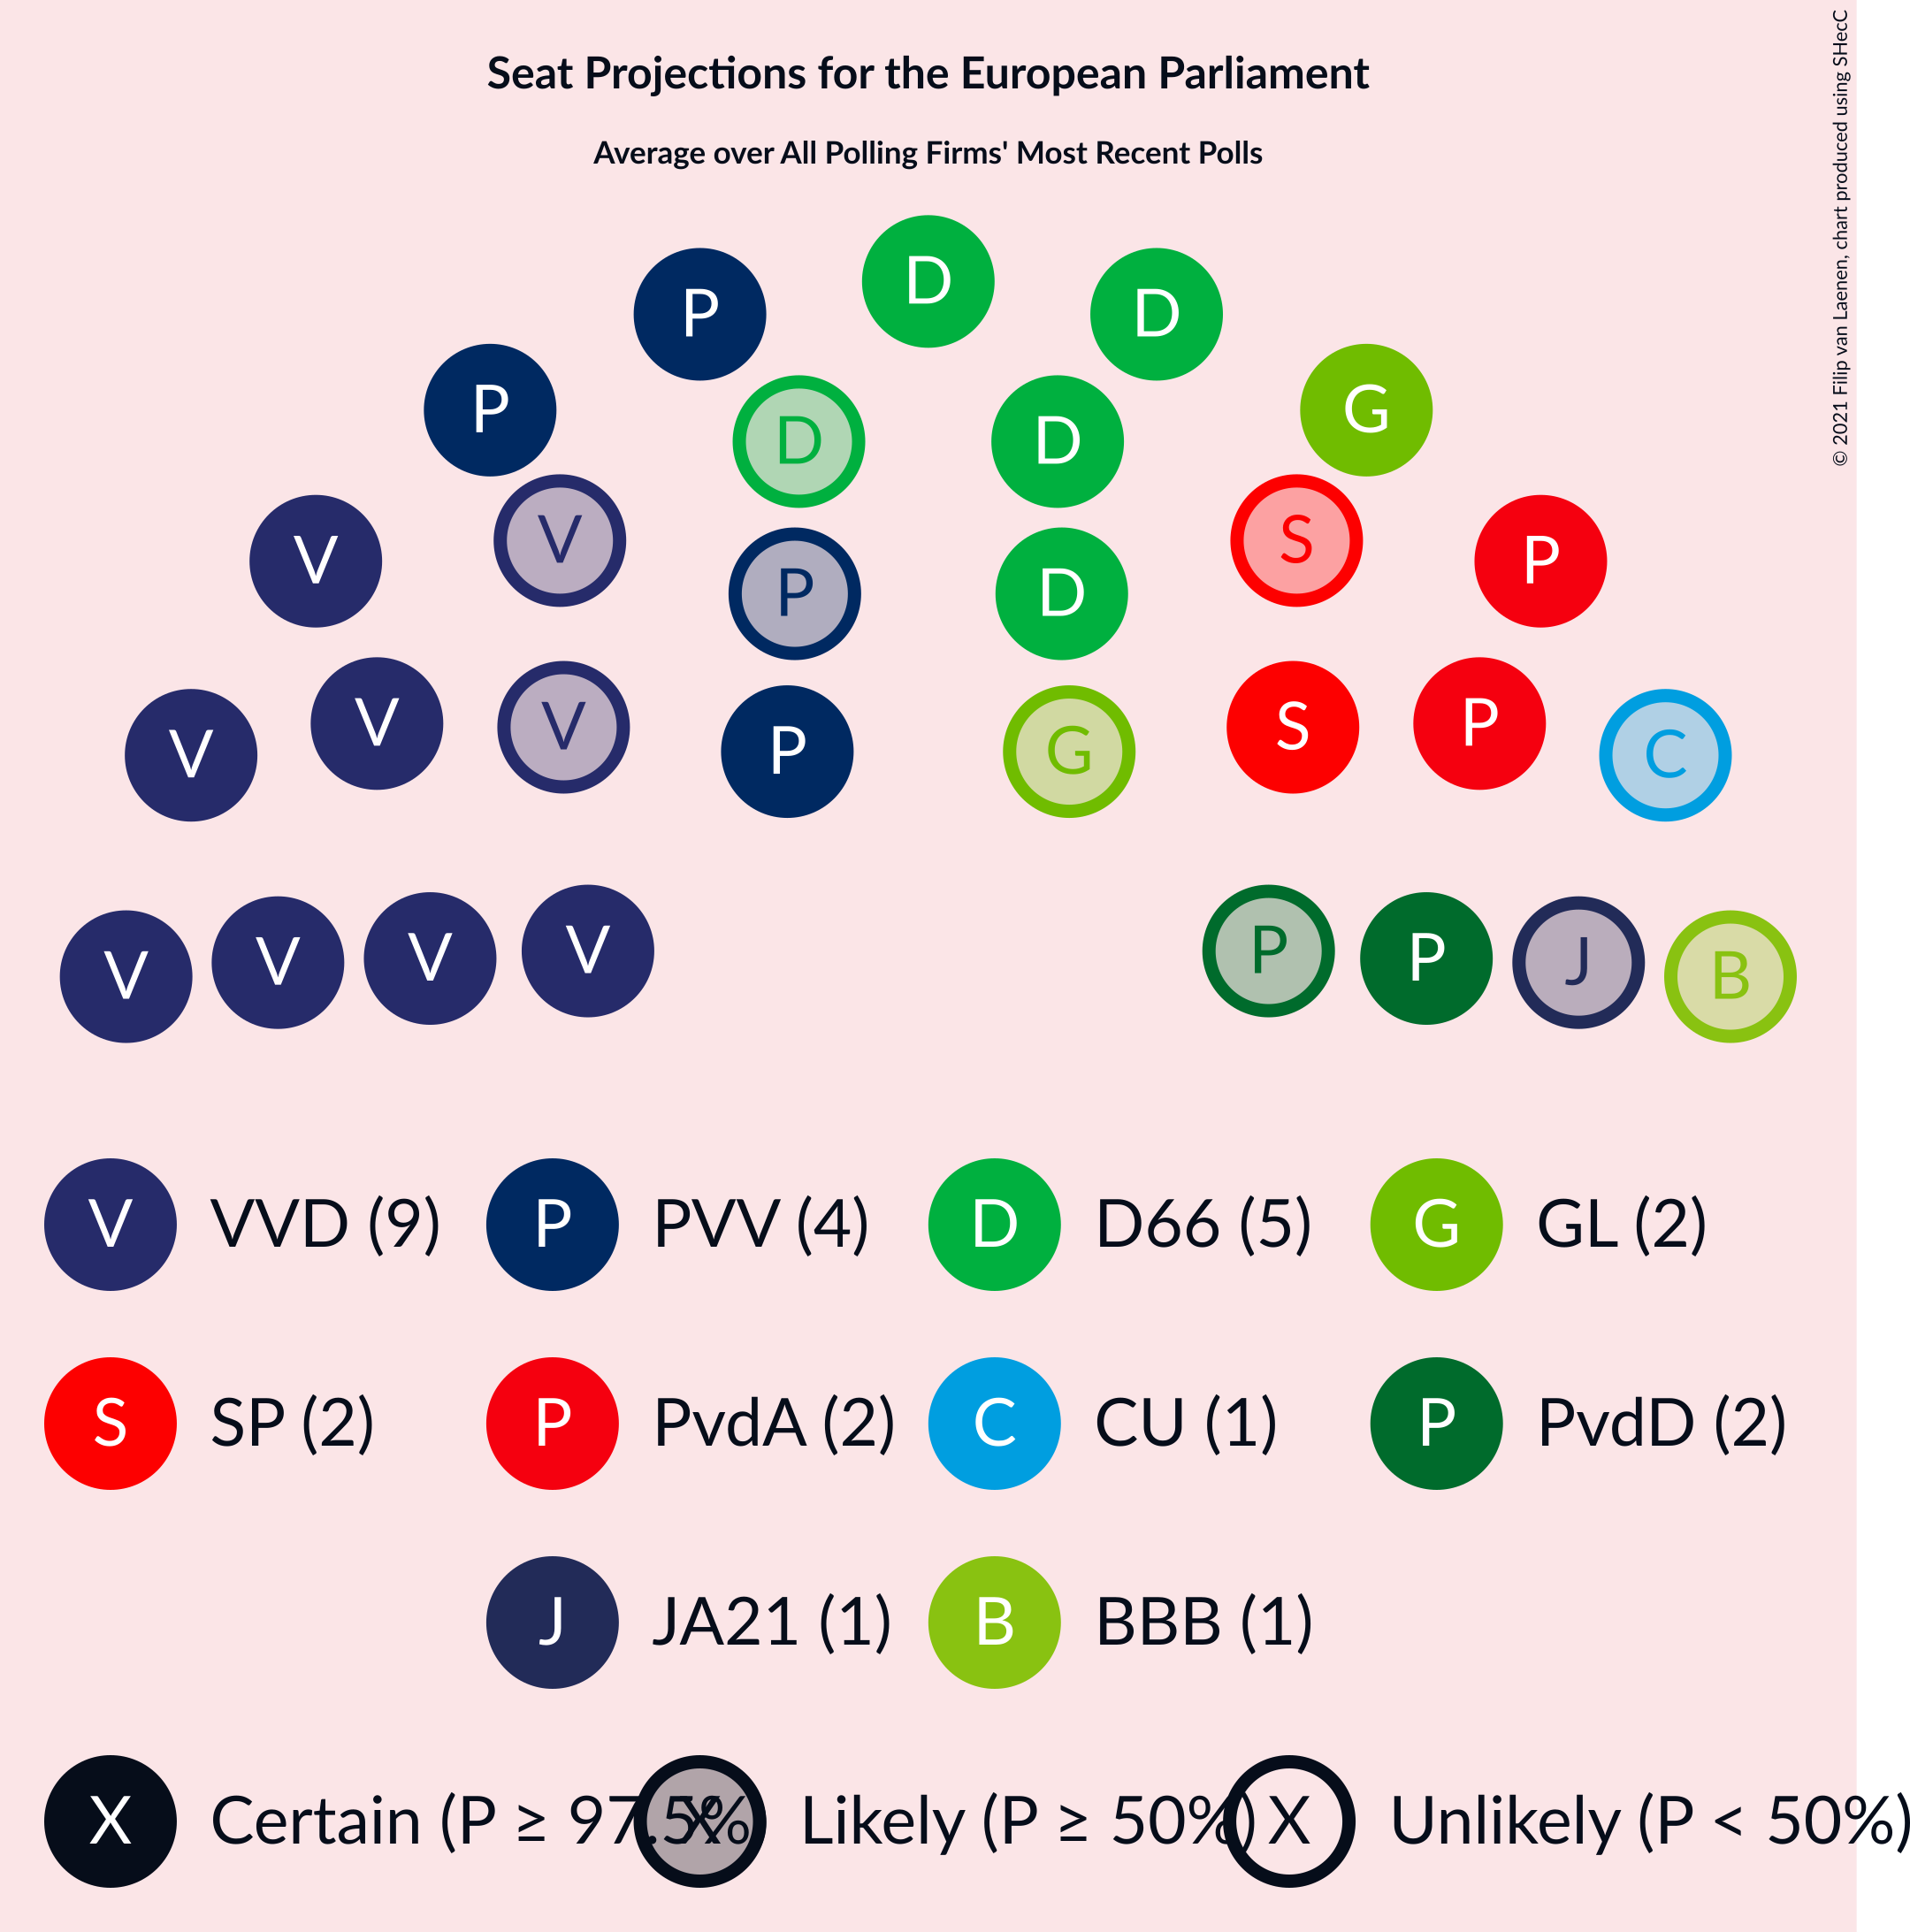 Seat Projections for the European Parliament
Average over All Polling Firms' Most Recent Polls
© 2021 Filip van Laenen, chart produced using SHecC
D
P D
P G
D D
V V S P
P D
V V V P G S P C
V V V V P P J B
V VVD (9) P PVV (4) D D66 (5) G GL (2)
S SP (2) P PvdA (2) C CU (1) P PvdD (2)
J JA21 (1) B BBB (1)
X Certain (P ≥ 97.5% X Likely (P ≥ 50%) X Unlikely (P < 50%)